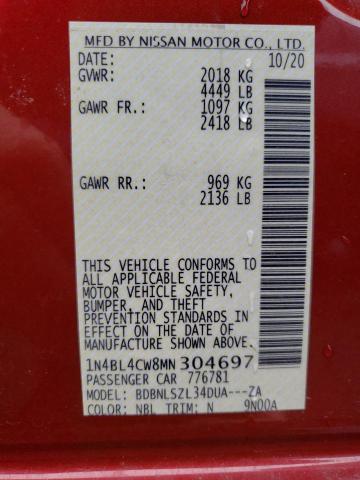 MFD BY NISSAN MOTOR CO., LTD.
DATE: 10/20
GVWR: 2018 KG
4449 LB
GAWR FR.: 1097 KG
2418 LB
GAWR RR.: 969 KG
2136 LB
THIS VEHICLE CONFORMS TO
ALL APPLICABLE FEDERAL
MOTOR VEHICLE SAFETY,
BUMPER, AND THEFT
PREVENTION STANDARDS IN
EFFECT ON THE DATE OF
MANUFACTURE SHOWN ABOVE.
1N4BL4CW8MN 304697
PASSENGER CAR 776781
MODEL: BDBNLSZL34DUA---ZA
COLOR: NBL TRIM: N 9N00A